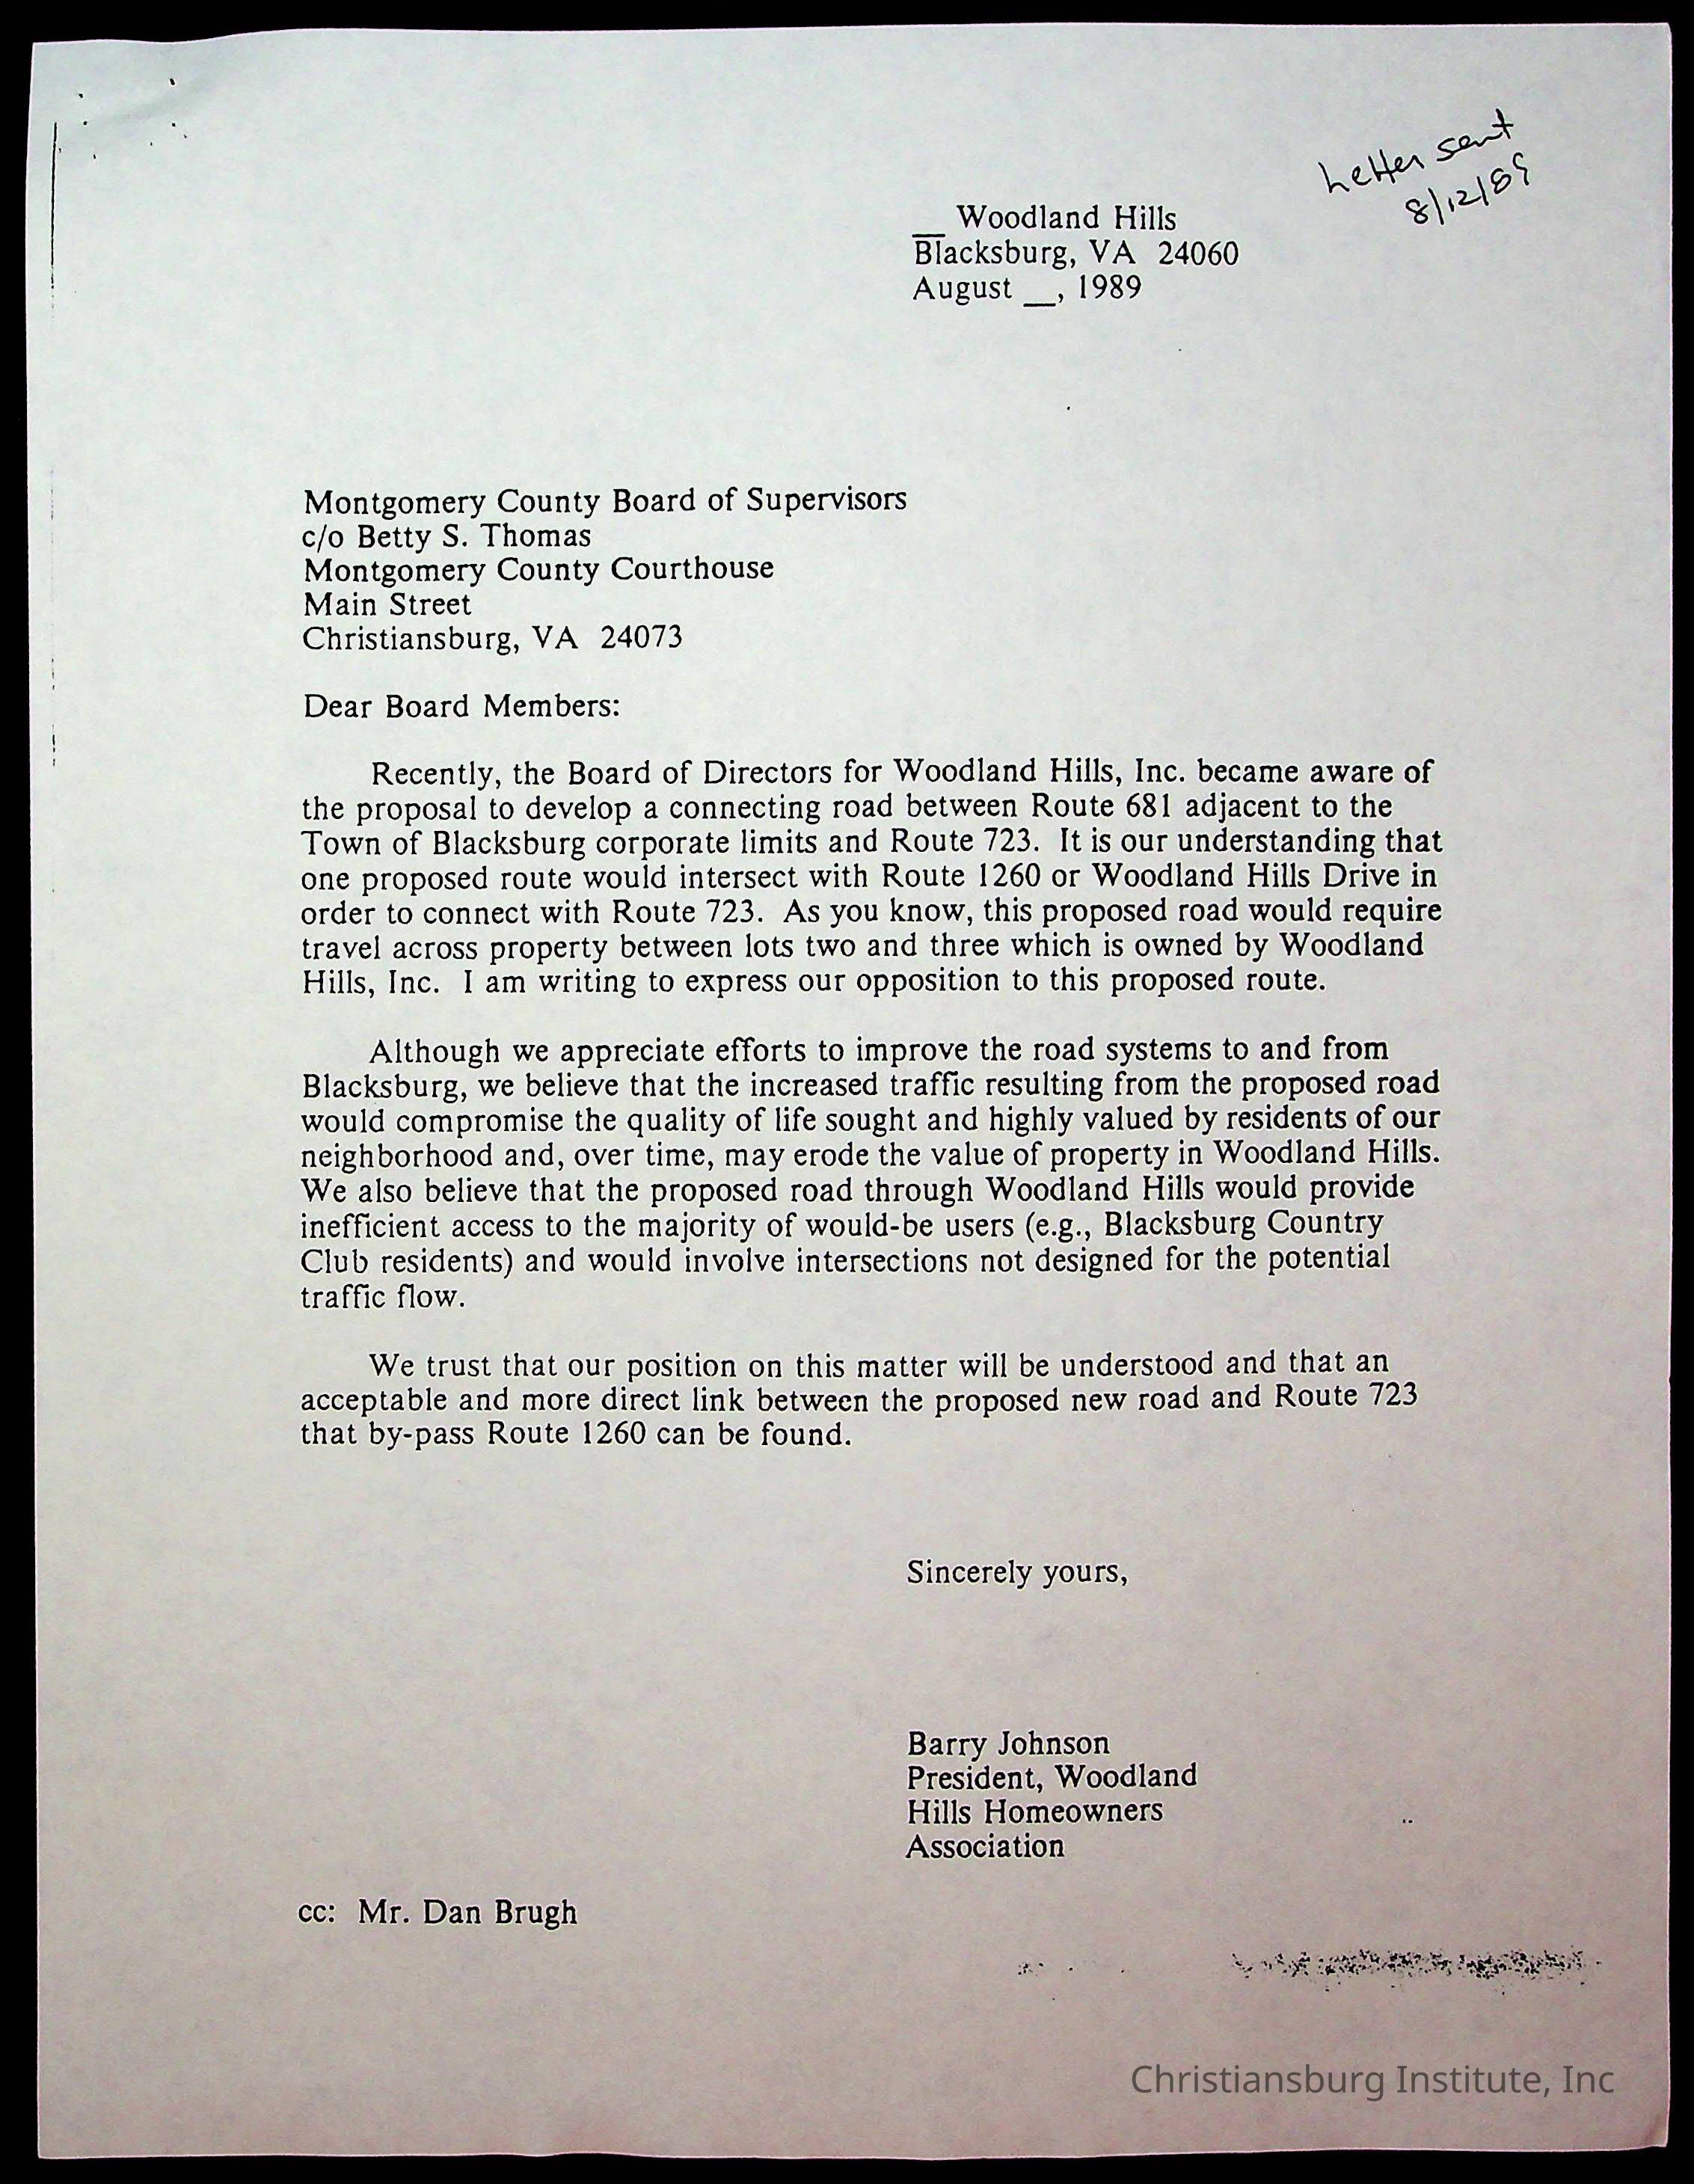 Letter sent
8/12/89
__ Woodland Hills
Blacksburg, VA  24060
August __, 1989
Montgomery County Board of Supervisors
c/o Betty S. Thomas
Montgomery County Courthouse
Main Street
Christiansburg, VA  24073
Dear Board Members:
Recently, the Board of Directors for Woodland Hills, Inc. became aware of
the proposal to develop a connecting road between Route 681 adjacent to the
Town of Blacksburg corporate limits and Route 723.  It is our understanding that
one proposed route would intersect with Route 1260 or Woodland Hills Drive in
order to connect with Route 723.  As you know, this proposed road would require
travel across property between lots two and three which is owned by Woodland
Hills, Inc.  I am writing to express our opposition to this proposed route.
Although we appreciate efforts to improve the road systems to and from
Blacksburg, we believe that the increased traffic resulting from the proposed road
would compromise the quality of life sought and highly valued by residents of our
neighborhood and, over time, may erode the value of property in Woodland Hills.
We also believe that the proposed road through Woodland Hills would provide
inefficient access to the majority of would-be users (e.g., Blacksburg Country
Club residents) and would involve intersections not designed for the potential
traffic flow.
We trust that our position on this matter will be understood and that an
acceptable and more direct link between the proposed new road and Route 723
that by-pass Route 1260 can be found.
Sincerely yours,
Barry Johnson
President, Woodland
Hills Homeowners
Association
cc:  Mr. Dan Brugh
Christiansburg Institute, Inc